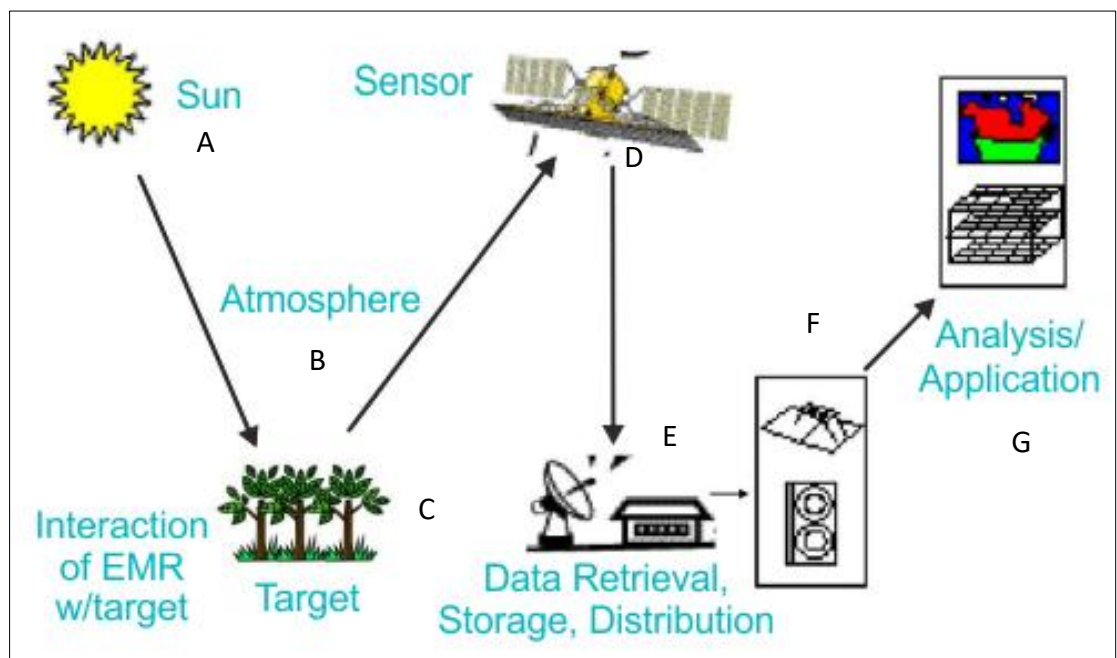 Sun
A
Sensor
D
Atmosphere
B
Interaction
of EMR
w/target
Target
C
E
Data Retrieval,
Storage, Distribution
F
Analysis/
Application
G